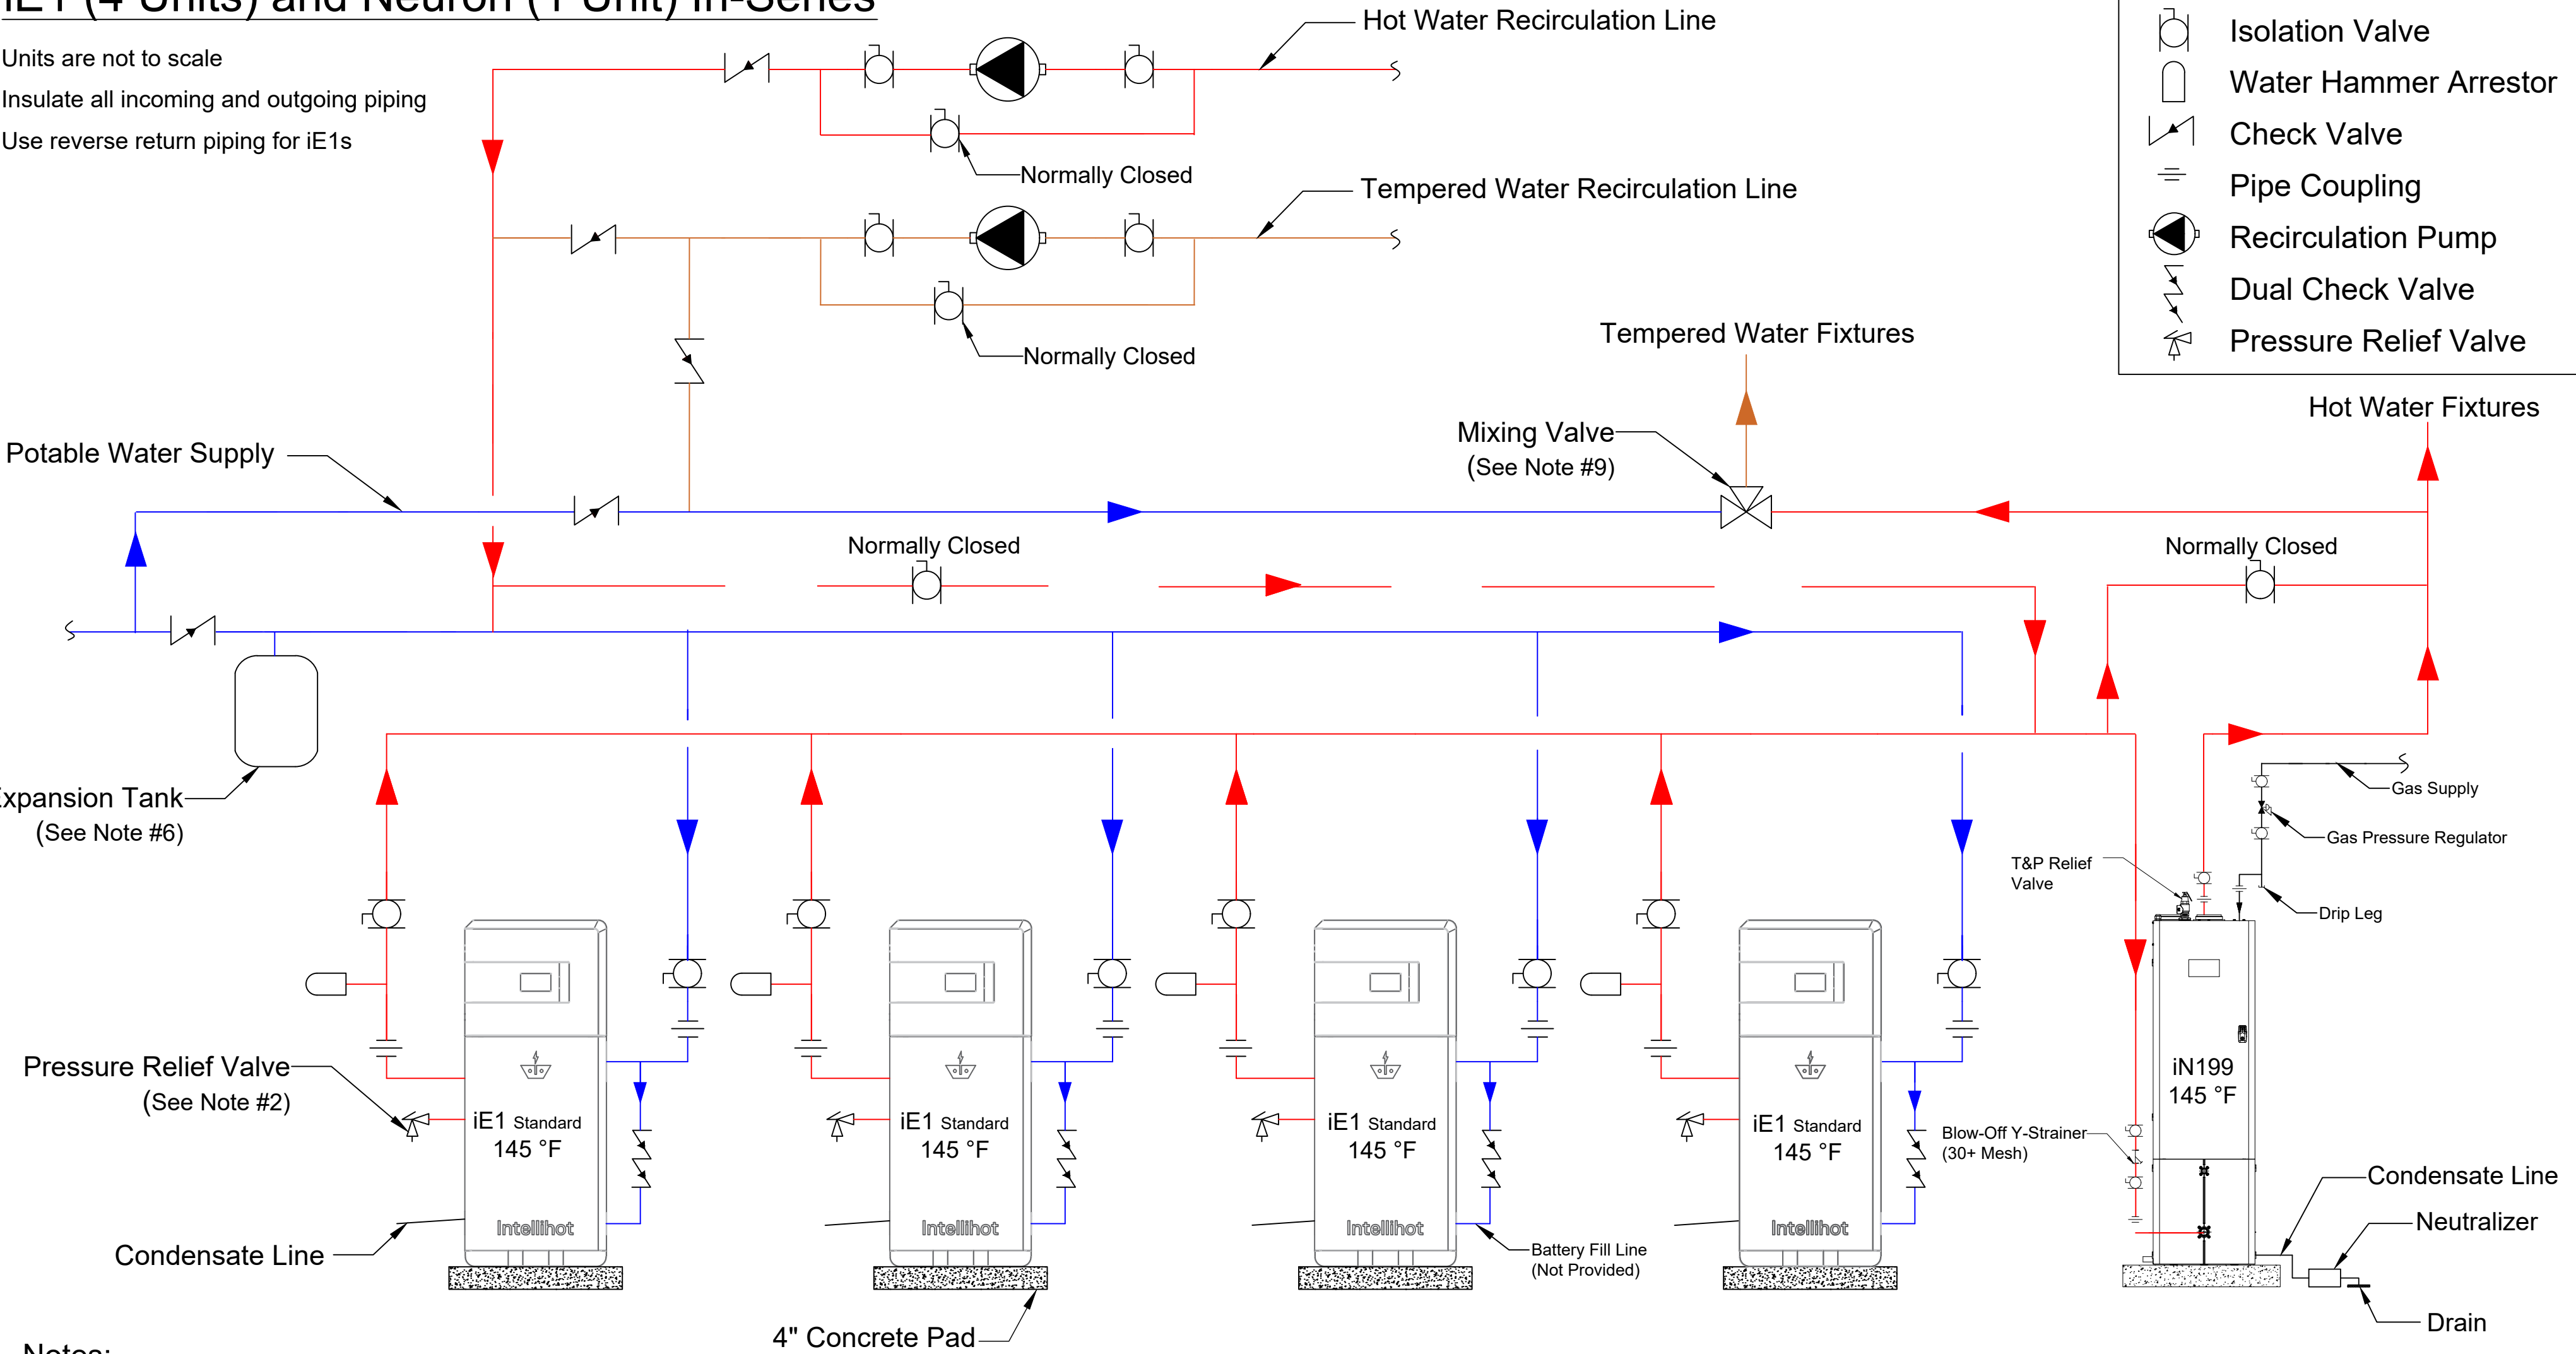 iE1 (4 Units) and Neuron (1 Unit) In-Series
Units are not to scale
Insulate all incoming and outgoing piping
Use reverse return piping for iE1s
Hot Water Recirculation Line
Normally Closed
Tempered Water Recirculation Line
Normally Closed
Isolation Valve
Water Hammer Arrestor
Check Valve
Pipe Coupling
Recirculation Pump
Dual Check Valve
Pressure Relief Valve
Tempered Water Fixtures
Hot Water Fixtures
Potable Water Supply
Mixing Valve
(See Note #9)
Normally Closed
Normally Closed
Expansion Tank
(See Note #6)
Gas Supply
Gas Pressure Regulator
T&P Relief
Valve
Drip Leg
Pressure Relief Valve
(See Note #2)
iE1 Standard
145 °F
Intellihot
iE1 Standard
145 °F
Intellihot
iE1 Standard
145 °F
Intellihot
iE1 Standard
145 °F
Intellihot
iN199
145 °F
Blow-Off Y-Strainer
(30+ Mesh)
Condensate Line
Battery Fill Line
(Not Provided)
Condensate Line
Neutralizer
Drain
4" Concrete Pad
Notes: